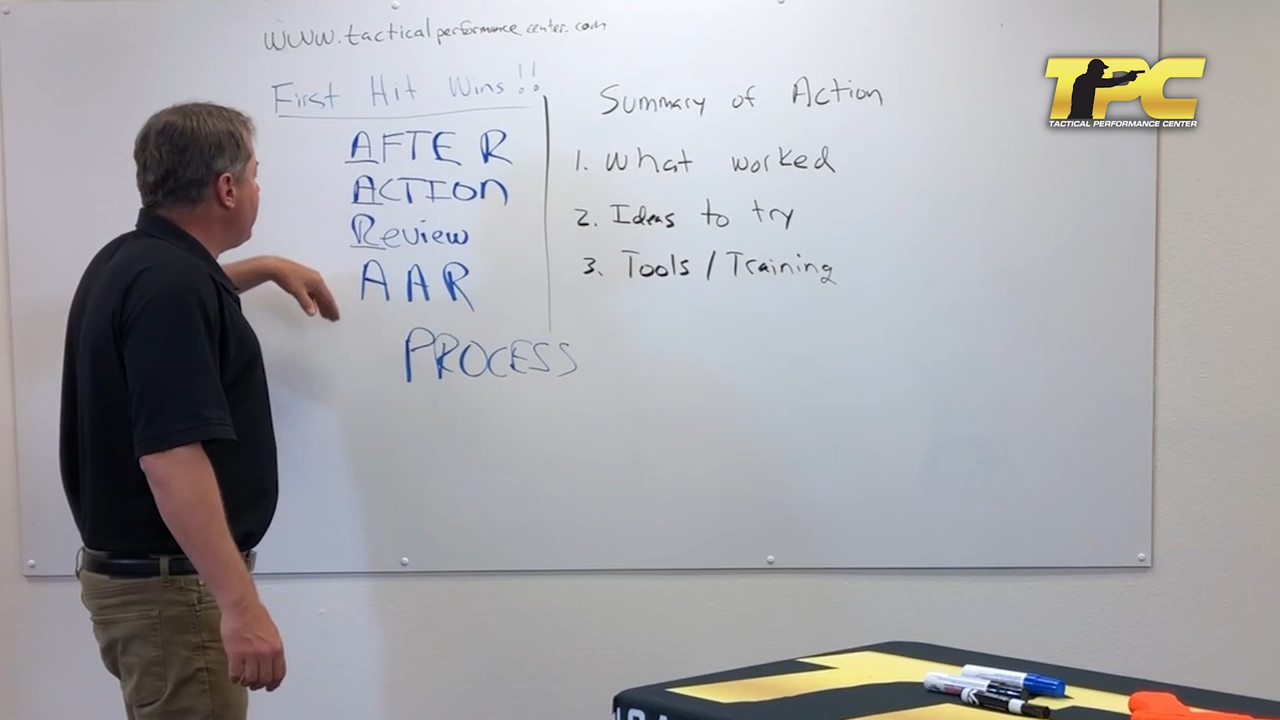 www.tacticalperformancecenter.com
First Hit Wins!!
AFTER
ACTION
Review
AAR
PROCESS
Summary of Action
1. What worked
2. Ideas to try
3. Tools / Training
TPC
TACTICAL PERFORMANCE CENTER